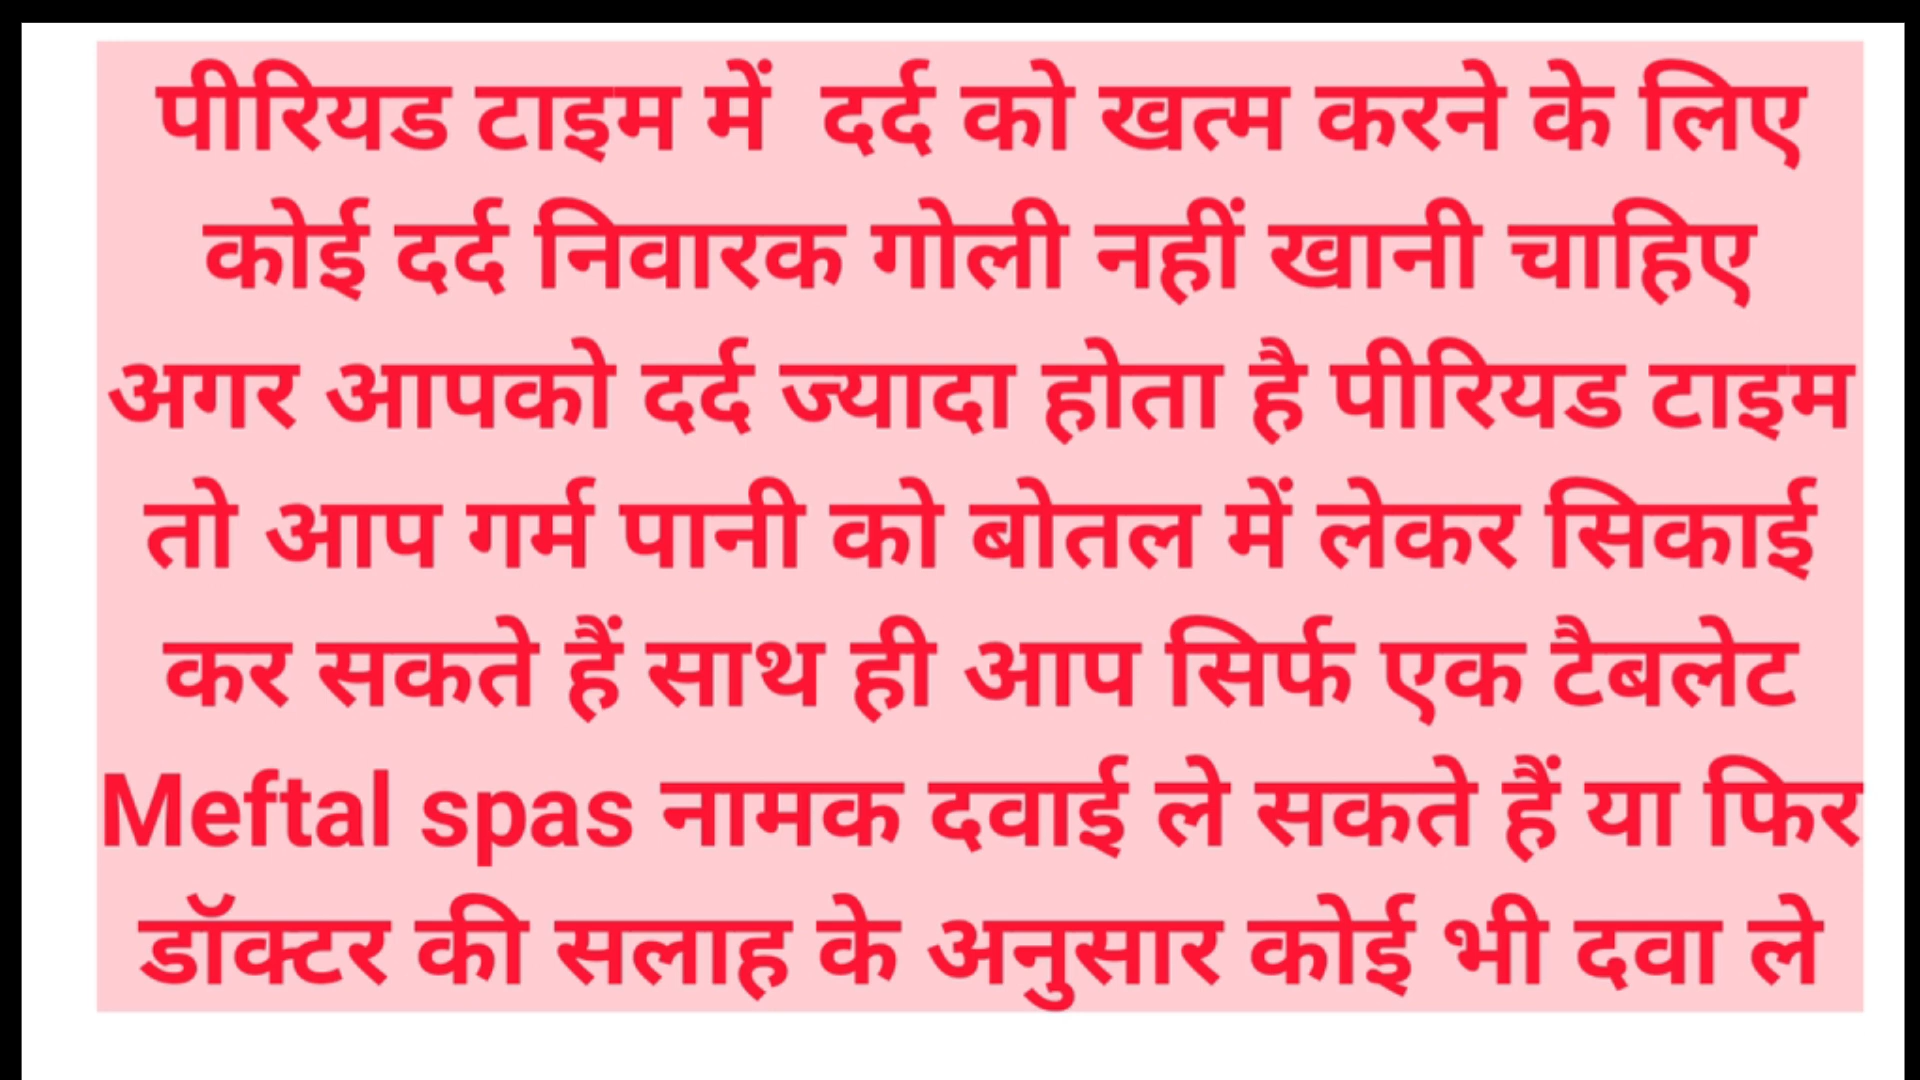 पीरियड टाइम में दर्द को खत्म करने के लिए
कोई दर्द निवारक गोली नहीं खानी चाहिए
अगर आपको दर्द ज्यादा होता है पीरियड टाइम
तो आप गर्म पानी को बोतल में लेकर सिकाई
कर सकते हैं साथ ही आप सिर्फ एक टैबलेट
Meftal spas नामक दवाई ले सकते हैं या फिर
डॉक्टर की सलाह के अनुसार कोई भी दवा ले